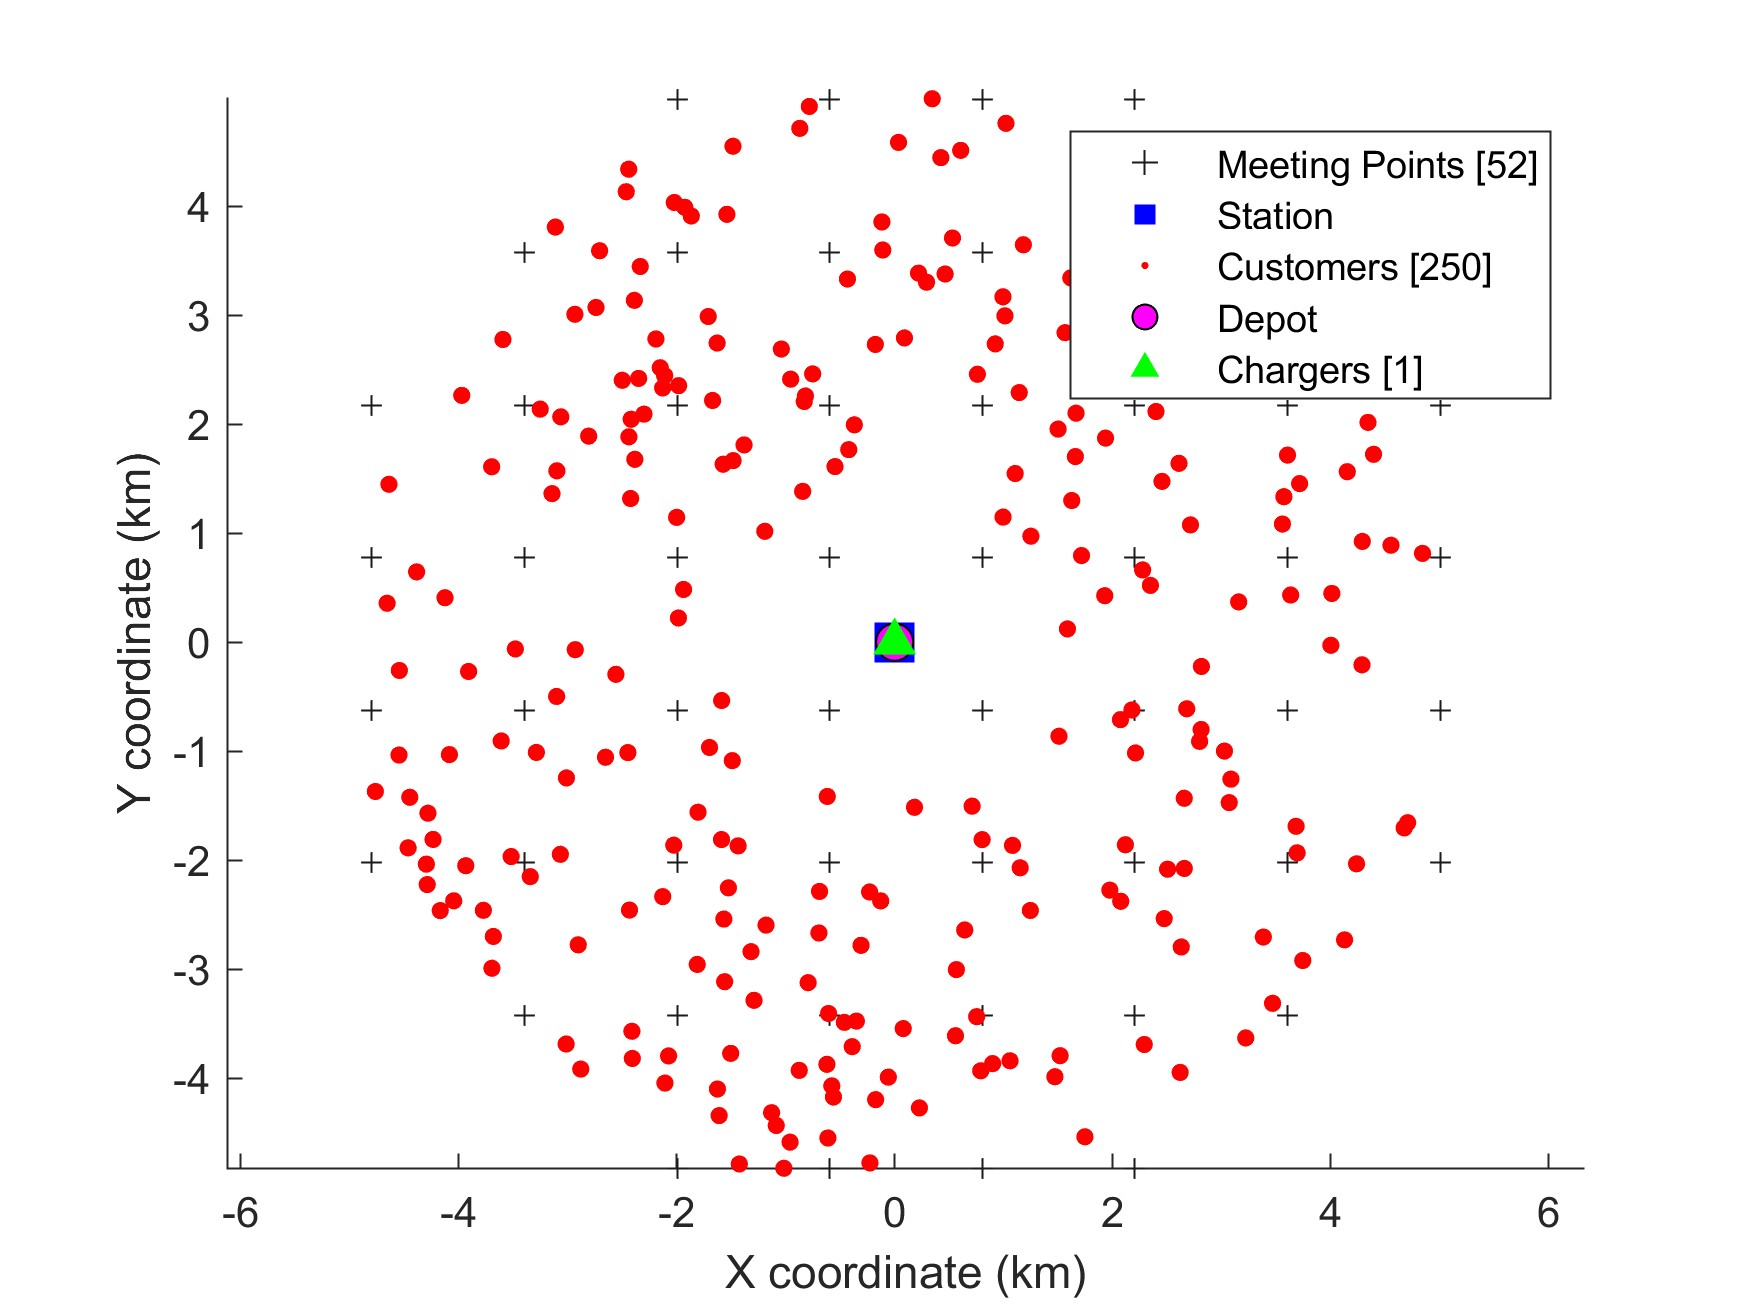 Meeting Points [52]
Station
Customers [250]
Depot
Chargers [1]
4
3
2
1
0
-1
-2
-3
-4
Y coordinate (km)
-6 -4 -2 0 2 4 6
X coordinate (km)